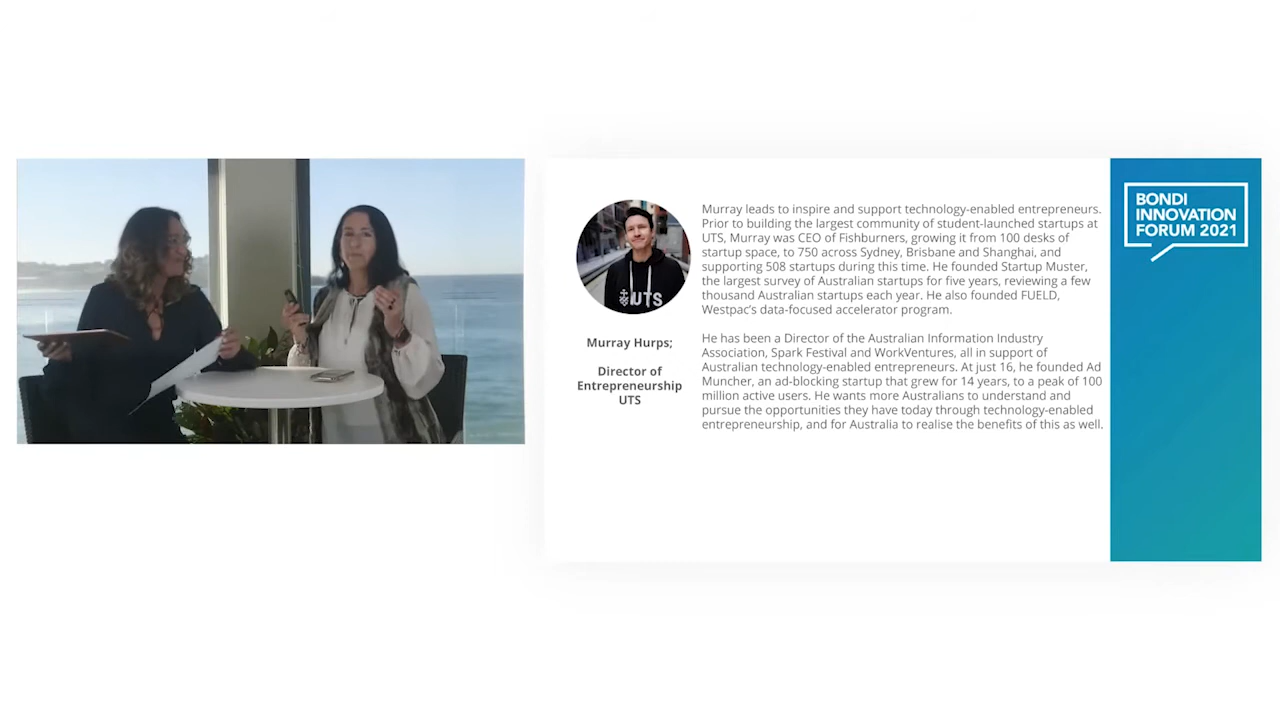 Murray leads to inspire and support technology-enabled entrepreneurs.
Prior to building the largest community of student-launched startups at
UTS, Murray was CEO of Fishburners, growing it from 100 desks of
startup space, to 750 across Sydney, Brisbane and Shanghai, and
supporting 508 startups during this time. He founded Startup Muster,
the largest survey of Australian startups for five years, reviewing a few
thousand Australian startups each year. He also founded FUELD,
Westpac's data-focused accelerator program.
He has been a Director of the Australian Information Industry
Association, Spark Festival and WorkVentures, all in support of
Australian technology-enabled entrepreneurs. At just 16, he founded Ad
Muncher, an ad-blocking startup that grew for 14 years, to a peak of 100
million active users. He wants more Australians to understand and
pursue the opportunities they have today through technology-enabled
entrepreneurship, and for Australia to realise the benefits of this as well.
UTS
Murray Hurps;
Director of
Entrepreneurship
UTS
BONDI
INNOVATION
FORUM 2021